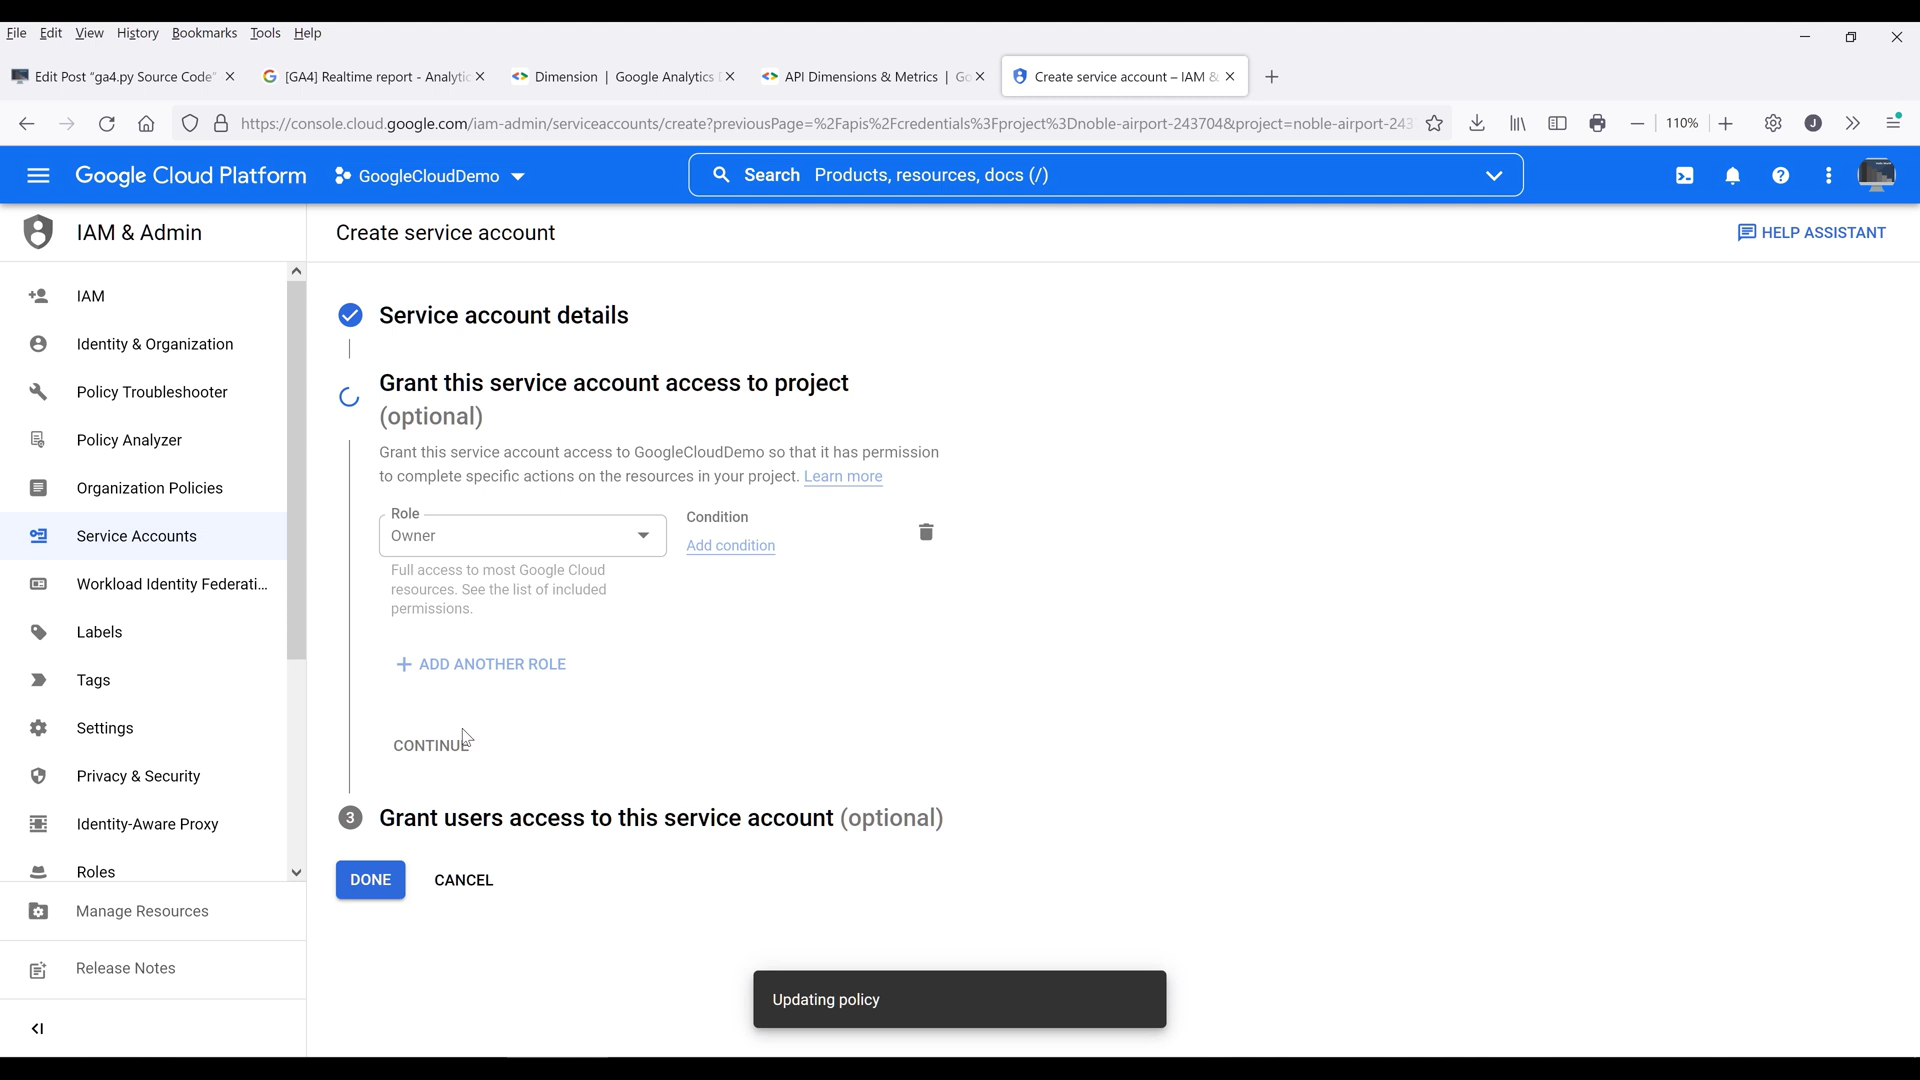 File Edit View History Bookmarks Tools Help
Edit Post "ga4.py Source Code"
[GA4] Realtime report - Analytic
Dimension | Google Analytics
API Dimensions & Metrics | Go
Create service account – IAM &
https://console.cloud.google.com/iam-admin/serviceaccounts/create?previousPage=%2Fapis%2Fcredentials%3Fproject%3Dnoble-airport-243704&project=noble-airport-243
110%
J
Google Cloud Platform
GoogleCloudDemo
Search Products, resources, docs (/)
IAM & Admin
Create service account
HELP ASSISTANT
IAM
Identity & Organization
Policy Troubleshooter
Policy Analyzer
Organization Policies
Service Accounts
Workload Identity Federati...
Labels
Tags
Settings
Privacy & Security
Identity-Aware Proxy
Roles
Manage Resources
Release Notes
Service account details
Grant this service account access to project
(optional)
Grant this service account access to GoogleCloudDemo so that it has permission
to complete specific actions on the resources in your project. Learn more
Role
Owner
Condition
Add condition
Full access to most Google Cloud
resources. See the list of included
permissions.
+ ADD ANOTHER ROLE
CONTINUE
3 Grant users access to this service account (optional)
DONE CANCEL
Updating policy